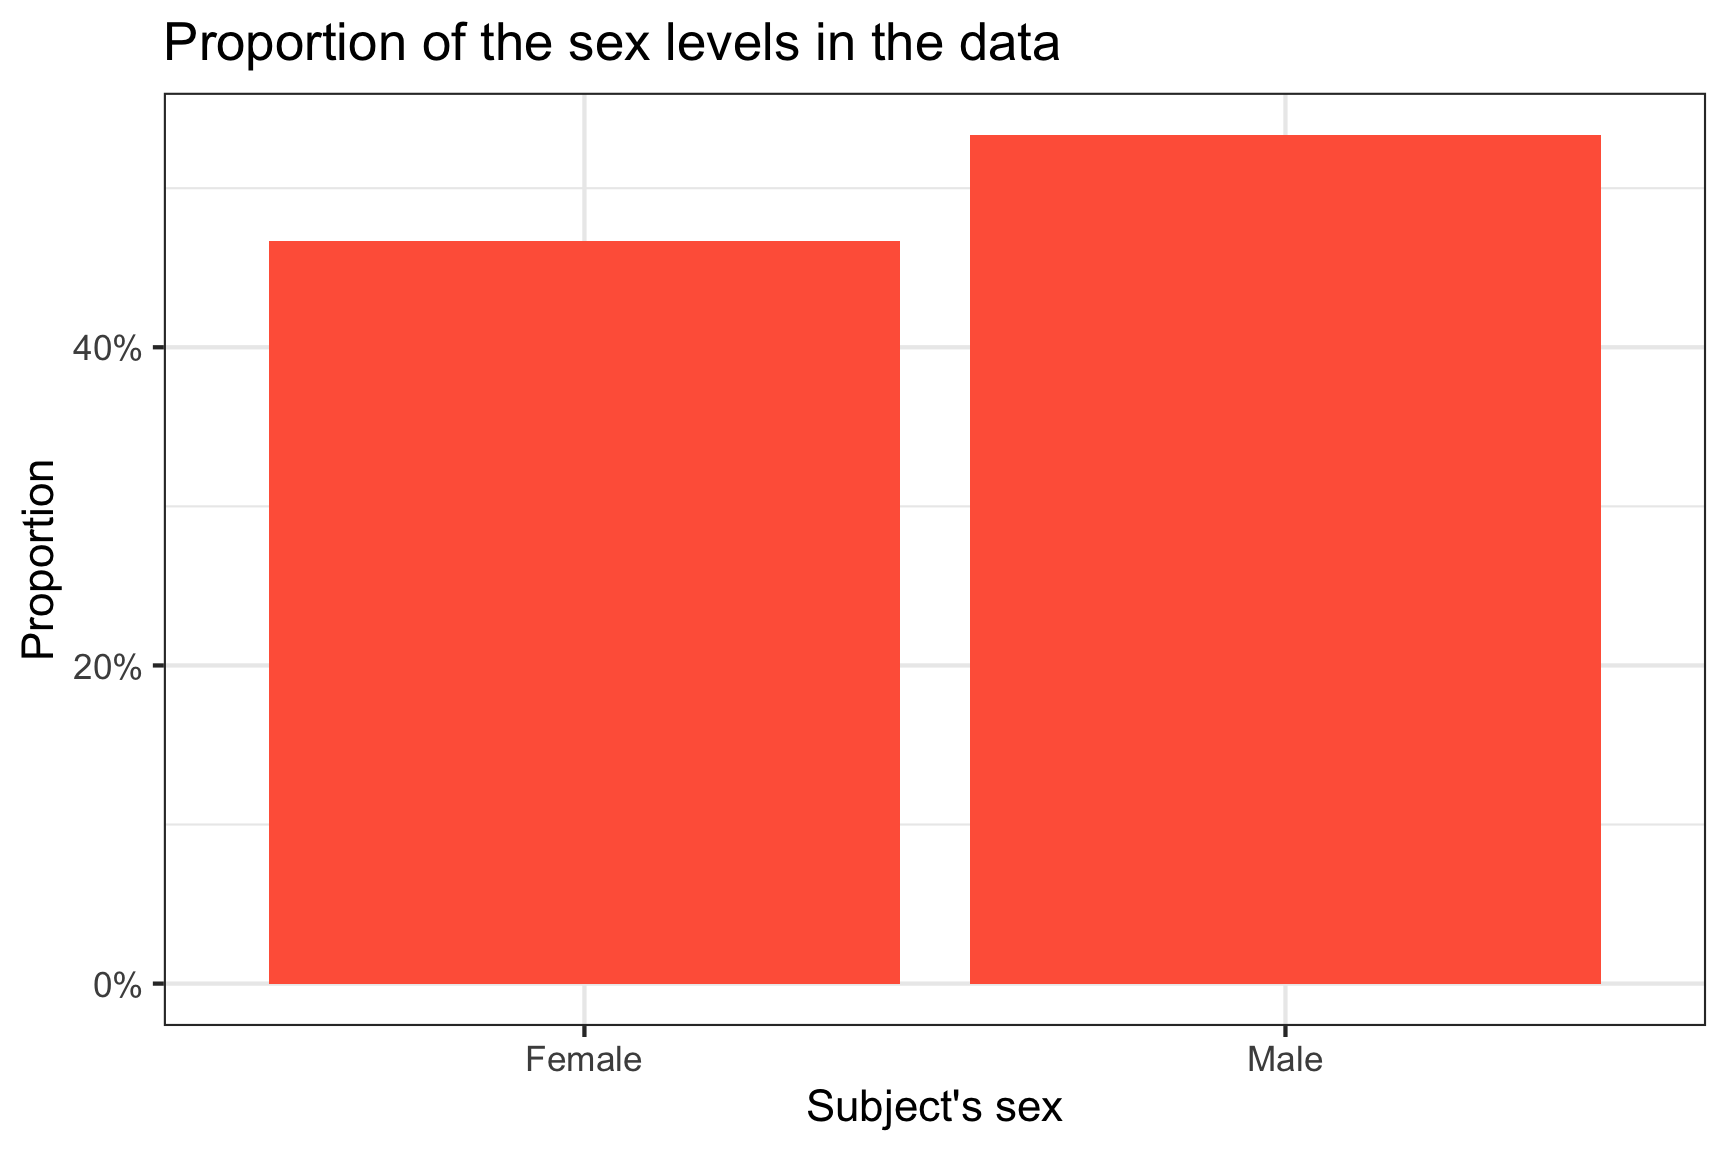 Proportion of the sex levels in the data
Proportion
40%
20%
0%
Female
Male
Subject's sex